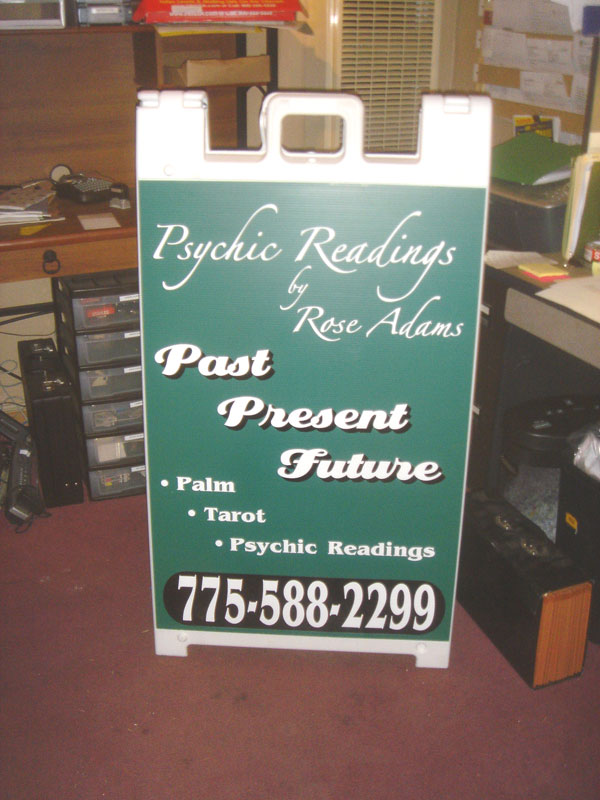 Psychic Readings
by
Rose Adams
Past
Present
Future
• Palm
• Tarot
• Psychic Readings
775-588-2299